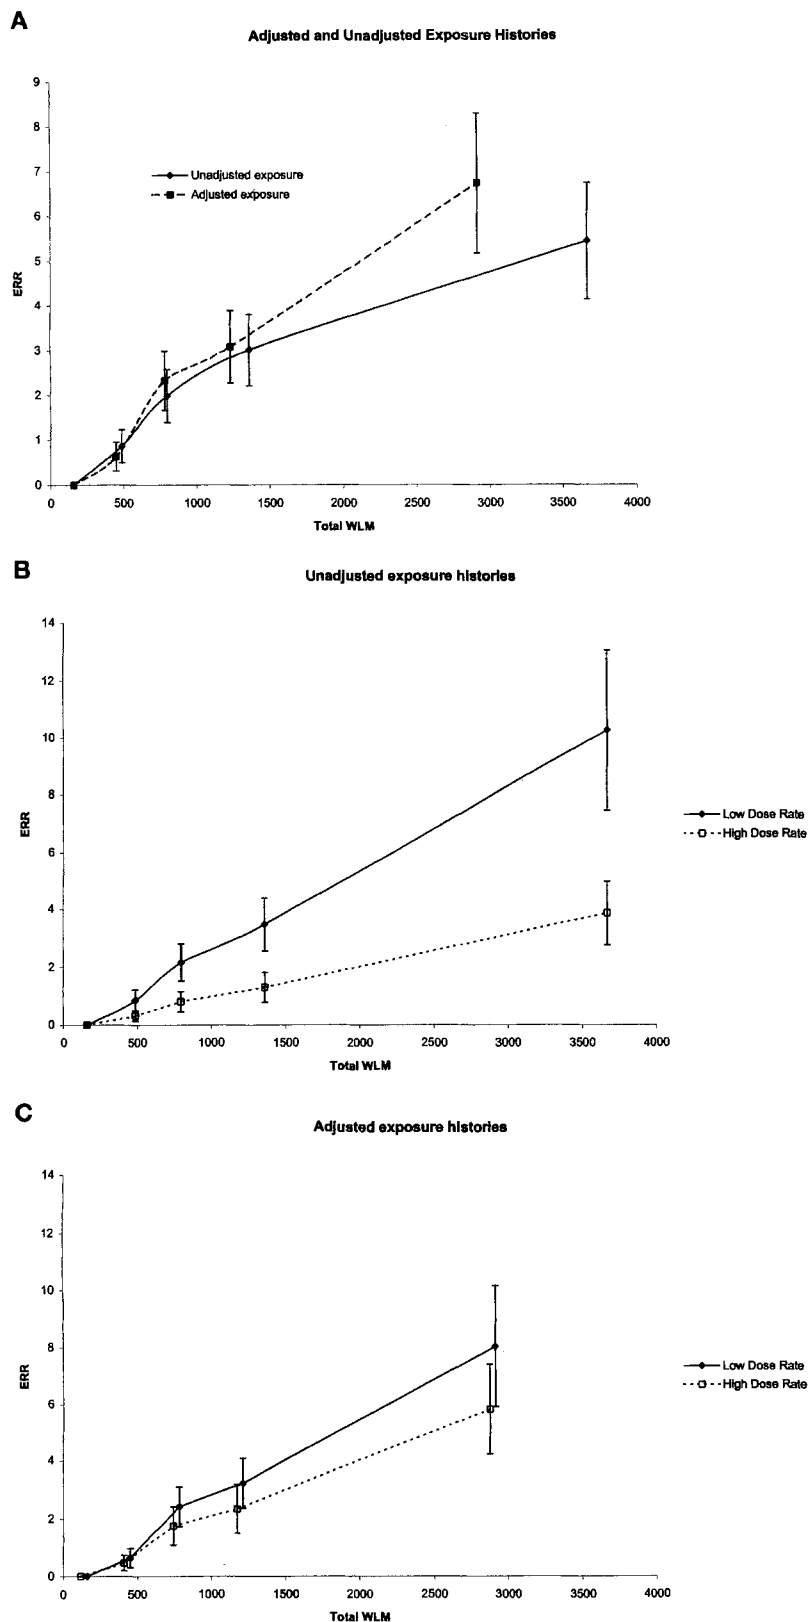 A
Adjusted and Unadjusted Exposure Histories
9
8
7
6
5
4
3
2
1
0
ERR
Unadjusted exposure
Adjusted exposure
0 500 1000 1500 2000 2500 3000 3500 4000
Total WLM
B
Unadjusted exposure histories
14
12
10
8
6
4
2
0
ERR
Low Dose Rate
High Dose Rate
0 500 1000 1500 2000 2500 3000 3500 4000
Total WLM
C
Adjusted exposure histories
14
12
10
8
6
4
2
0
ERR
Low Dose Rate
High Dose Rate
0 500 1000 1500 2000 2500 3000 3500 4000
Total WLM